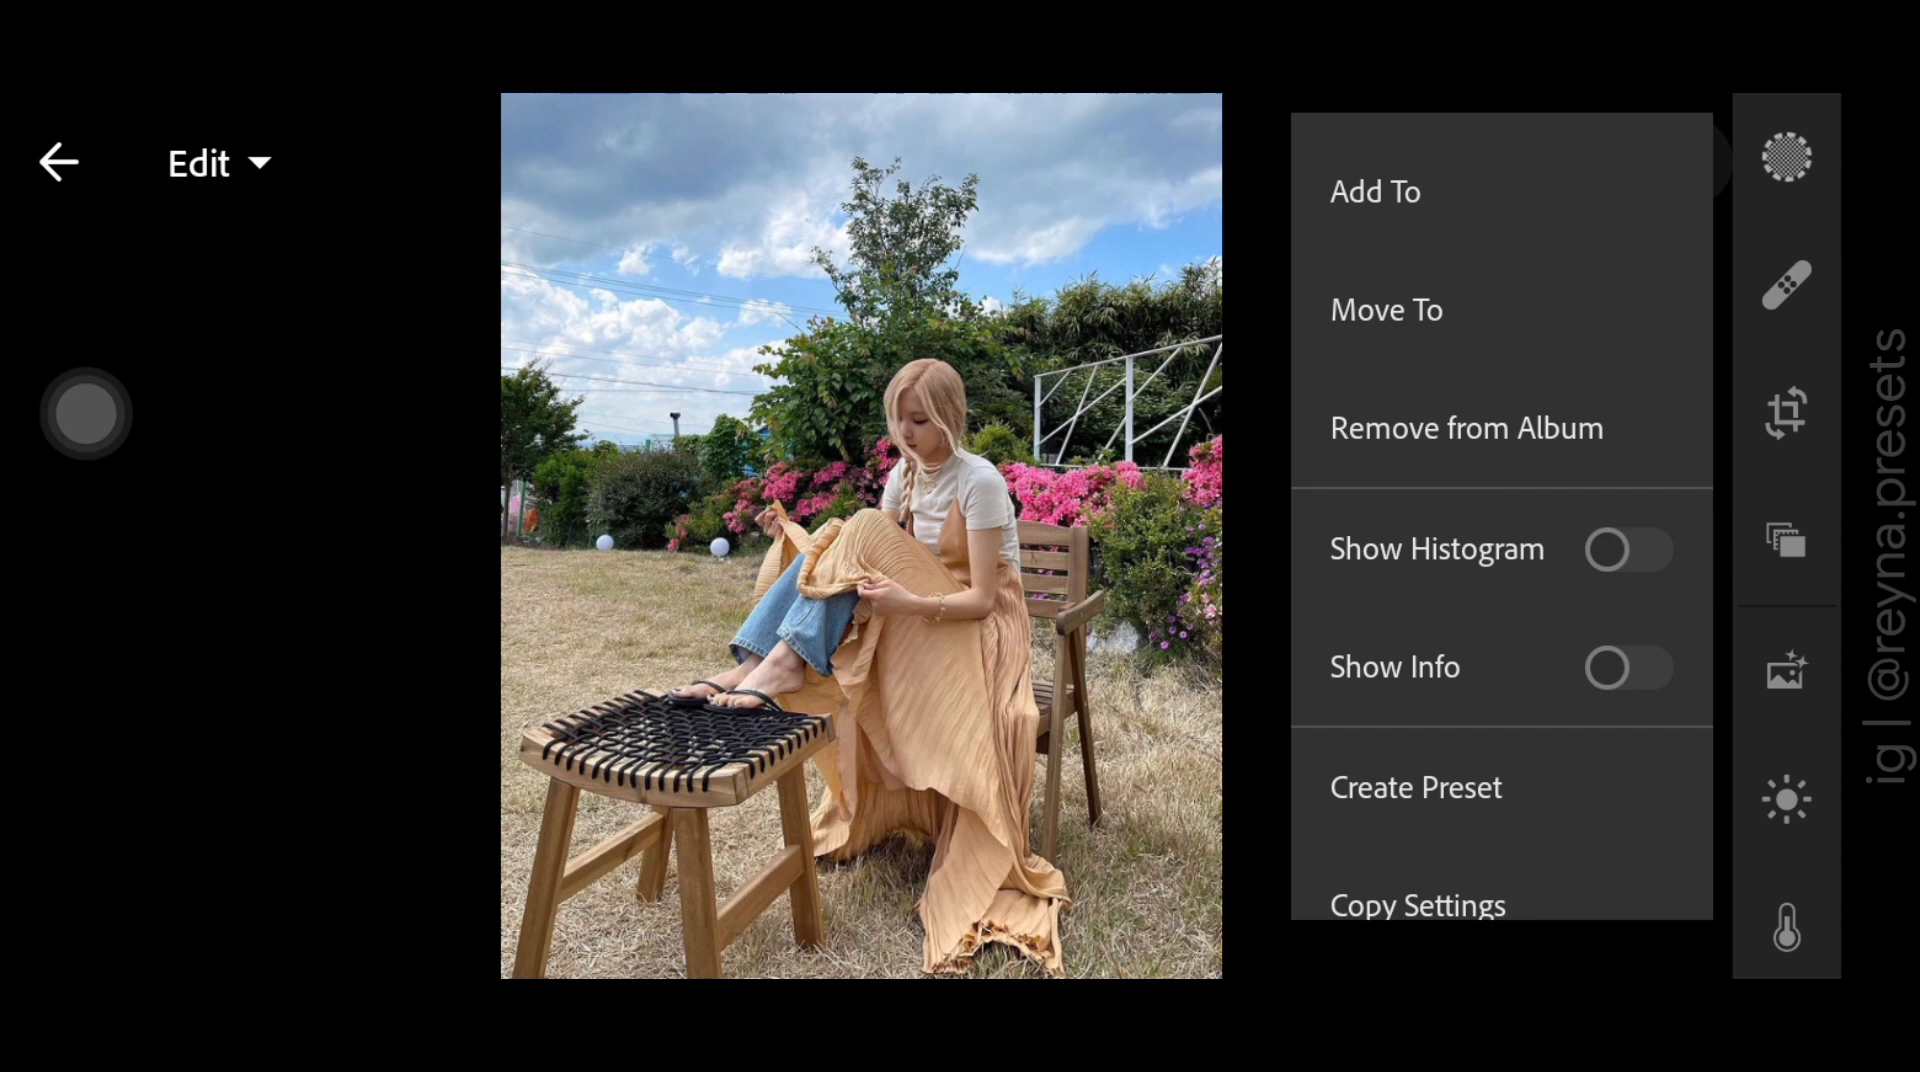 Edit
Add To
Move To
Remove from Album
Show Histogram
Show Info
Create Preset
Copy Settings
ig | @reyna.presets